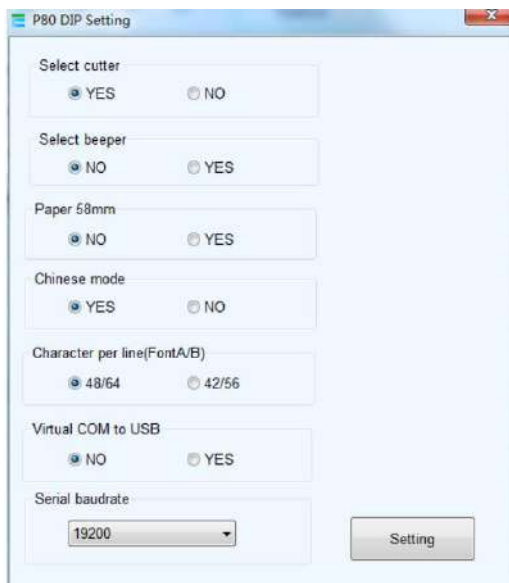 P80 DIP Setting
Select cutter
YES NO
Select beeper
NO YES
Paper 58mm
NO YES
Chinese mode
YES NO
Character per line(FontA/B)
48/64 42/56
Virtual COM to USB
NO YES
Serial baudrate
19200
Setting